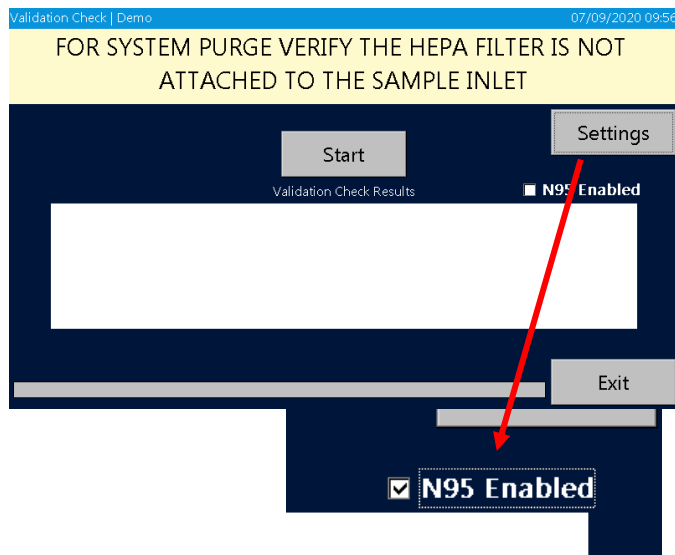 Validation Check | Demo 07/09/2020 09:56
FOR SYSTEM PURGE VERIFY THE HEPA FILTER IS NOT
ATTACHED TO THE SAMPLE INLET
Settings
Start
Validation Check Results
N95 Enabled
Exit
N95 Enabled